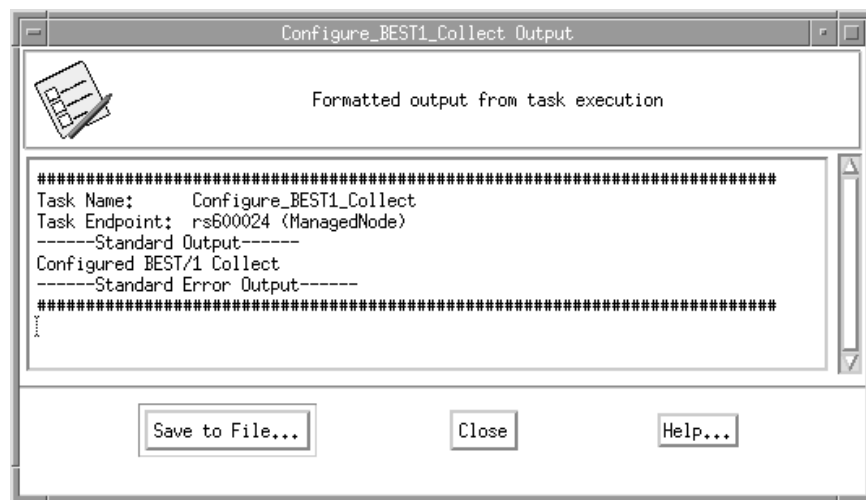 Configure_BEST1_Collect Output
Formatted output from task execution
############################################################################
Task Name:      Configure_BEST1_Collect
Task Endpoint:  rs600024 (ManagedNode)
------Standard Output------
Configured BEST/1 Collect
------Standard Error Output------
############################################################################
Save to File...
Close
Help...